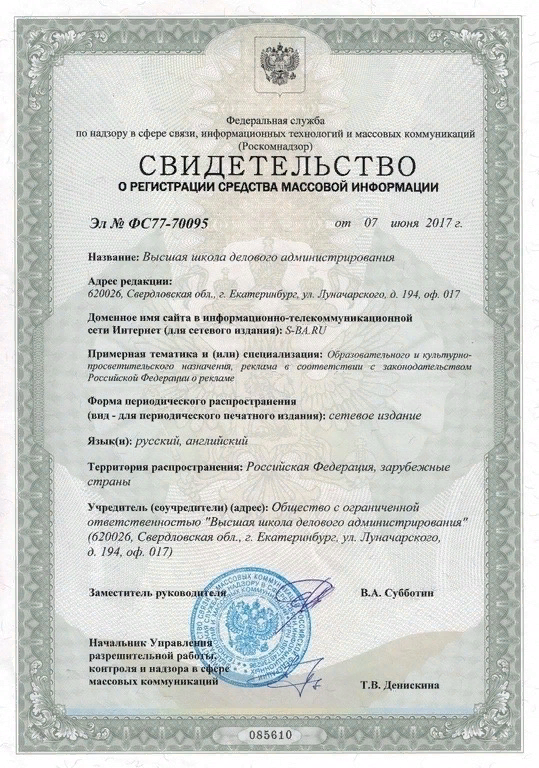 Федеральная служба
по надзору в сфере связи, информационных технологий и массовых коммуникаций
(Роскомнадзор)
СВИДЕТЕЛЬСТВО
О РЕГИСТРАЦИИ СРЕДСТВА МАССОВОЙ ИНФОРМАЦИИ
Эл № ФС77-70095 от 07 июня 2017 г.
Название: Высшая школа делового администрирования
Адрес редакции:
620026, Свердловская обл., г. Екатеринбург, ул. Луначарского, д. 194, оф. 017
Доменное имя сайта в информационно-телекоммуникационной
сети Интернет (для сетевого издания): S-BA.RU
Примерная тематика и (или) специализация: Образовательного и культурно-
просветительского назначения, реклама в соответствии с законодательством
Российской Федерации о рекламе
Форма периодического распространения
(вид - для периодического печатного издания): сетевое издание
Язык(и): русский, английский
Территория распространения: Российская Федерация, зарубежные
страны
Учредитель (соучредители) (адрес): Общество с ограниченной
ответственностью "Высшая школа делового администрирования"
(620026, Свердловская обл., г. Екатеринбург, ул. Луначарского,
д. 194, оф. 017)
Заместитель руководителя В.А. Субботин
Начальник Управления
разрешительной работы,
контроля и надзора в сфере
массовых коммуникаций Т.В. Денискина
085610